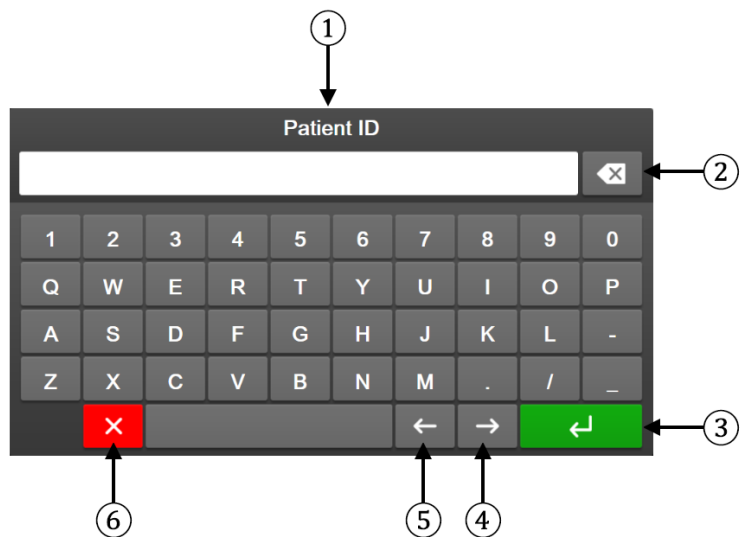 ①
Patient ID
②
1 2 3 4 5 6 7 8 9 0
Q W E R T Y U I O P
A S D F G H J K L -
Z X C V B N M . / _
← → ③
⑥ ⑤ ④